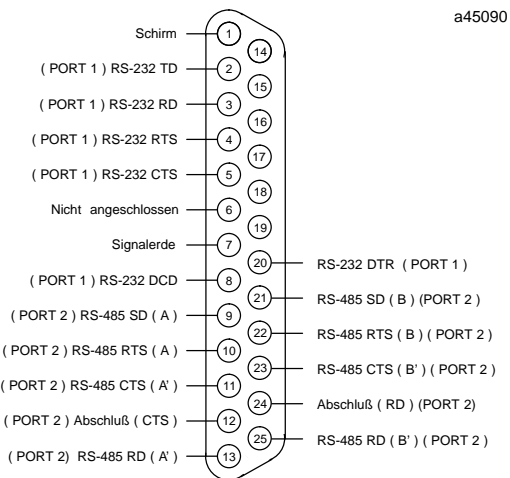 a45090
Schirm 1
14
( PORT 1 ) RS-232 TD 2
15
( PORT 1 ) RS-232 RD 3
16
( PORT 1 ) RS-232 RTS 4
17
( PORT 1 ) RS-232 CTS 5
18
Nicht angeschlossen 6
19
Signalerde 7
20 RS-232 DTR ( PORT 1 )
( PORT 1 ) RS-232 DCD 8
21 RS-485 SD ( B ) (PORT 2 )
( PORT 2 ) RS-485 SD ( A ) 9
22 RS-485 RTS ( B ) ( PORT 2 )
( PORT 2 ) RS-485 RTS ( A ) 10
23 RS-485 CTS ( B' ) ( PORT 2 )
( PORT 2 ) RS-485 CTS ( A' ) 11
24 Abschluß ( RD ) (PORT 2)
( PORT 2 ) Abschluß ( CTS ) 12
25 RS-485 RD ( B' ) ( PORT 2 )
( PORT 2) RS-485 RD ( A' ) 13